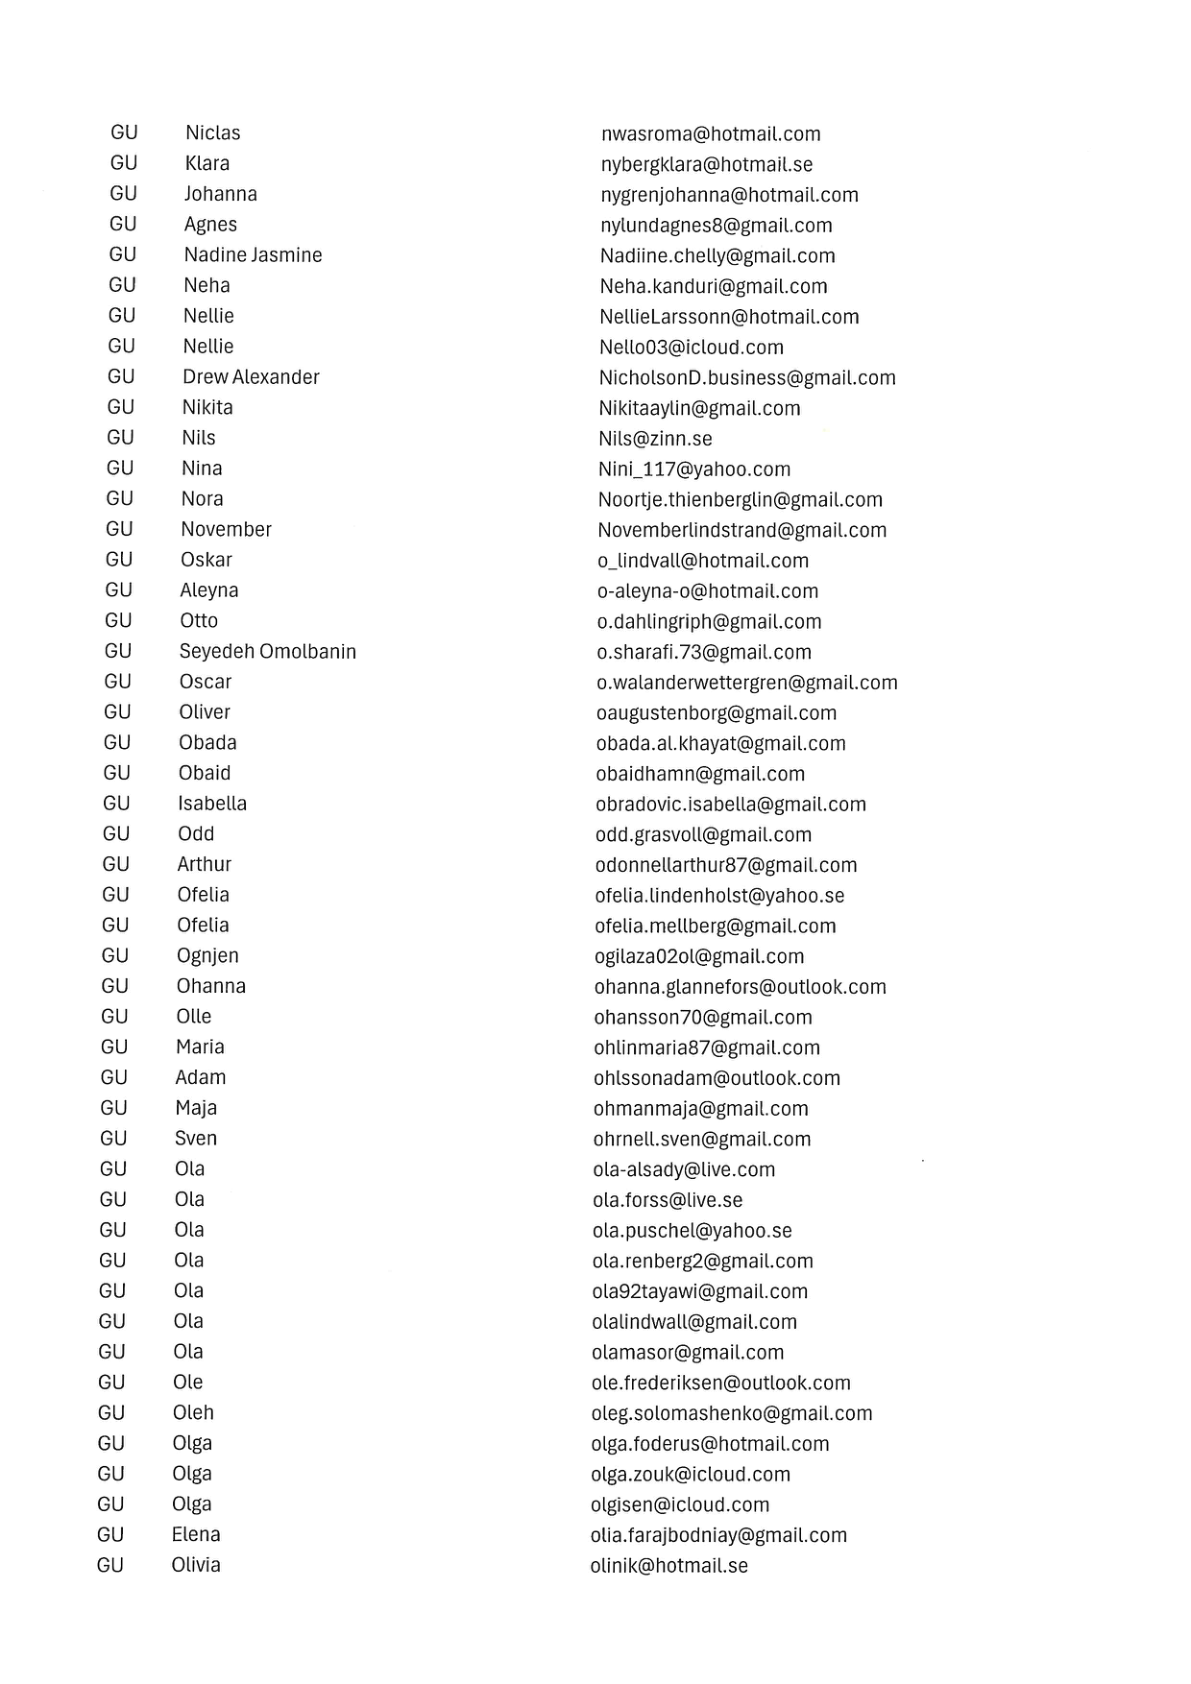 GU Niclas nwasroma@hotmail.com
GU Klara nybergklara@hotmail.se
GU Johanna nygrenjohanna@hotmail.com
GU Agnes nylundagnes8@gmail.com
GU Nadine Jasmine Nadiine.chelly@gmail.com
GU Neha Neha.kanduri@gmail.com
GU Nellie NellieLarssonn@hotmail.com
GU Nellie Nello03@icloud.com
GU Drew Alexander NicholsonD.business@gmail.com
GU Nikita Nikitaaylin@gmail.com
GU Nils Nils@zinn.se
GU Nina Nini_117@yahoo.com
GU Nora Noortje.thienberglin@gmail.com
GU November Novemberlindstrand@gmail.com
GU Oskar o_lindvall@hotmail.com
GU Aleyna o-aleyna-o@hotmail.com
GU Otto o.dahlingriph@gmail.com
GU Seyedeh Omolbanin o.sharafi.73@gmail.com
GU Oscar o.walanderwettergren@gmail.com
GU Oliver oaugustenborg@gmail.com
GU Obada obada.al.khayat@gmail.com
GU Obaid obaidhamn@gmail.com
GU Isabella obradovic.isabella@gmail.com
GU Odd odd.grasvoll@gmail.com
GU Arthur odonnellarthur87@gmail.com
GU Ofelia ofelia.lindenholst@yahoo.se
GU Ofelia ofelia.mellberg@gmail.com
GU Ognjen ogilaza02ol@gmail.com
GU Ohanna ohanna.glannefors@outlook.com
GU Olle ohansson70@gmail.com
GU Maria ohlinmaria87@gmail.com
GU Adam ohlssonadam@outlook.com
GU Maja ohmanmaja@gmail.com
GU Sven ohrnell.sven@gmail.com
GU Ola ola-alsady@live.com
GU Ola ola.forss@live.se
GU Ola ola.puschel@yahoo.se
GU Ola ola.renberg2@gmail.com
GU Ola ola92tayawi@gmail.com
GU Ola olalindwall@gmail.com
GU Ola olamasor@gmail.com
GU Ole ole.frederiksen@outlook.com
GU Oleh oleg.solomashenko@gmail.com
GU Olga olga.foderus@hotmail.com
GU Olga olga.zouk@icloud.com
GU Olga olgisen@icloud.com
GU Elena olia.farajbodniay@gmail.com
GU Olivia olinik@hotmail.se